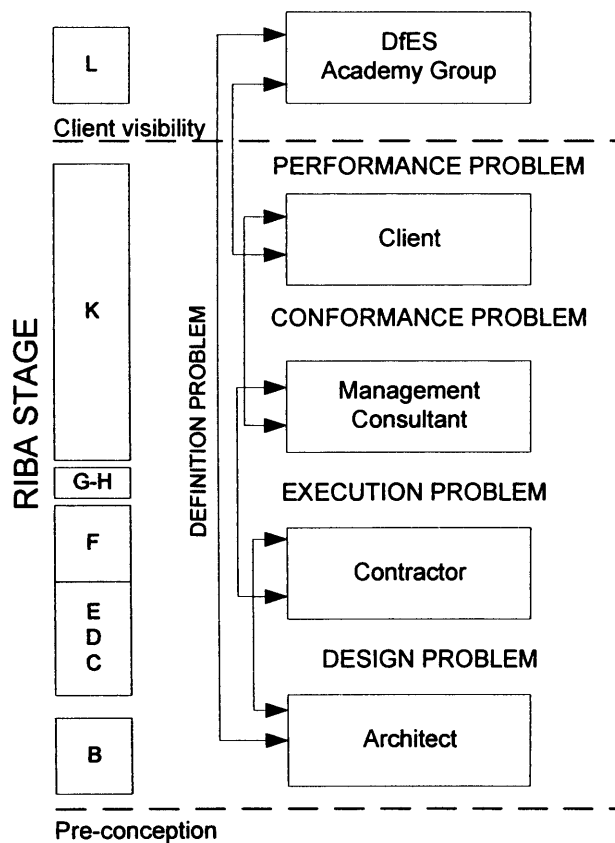 L
DfES
Academy Group
Client visibility
PERFORMANCE PROBLEM
Client
K
CONFORMANCE PROBLEM
RIBA STAGE
DEFINITION PROBLEM
Management
Consultant
G-H
EXECUTION PROBLEM
F
Contractor
E
D
C
DESIGN PROBLEM
B
Architect
Pre-conception